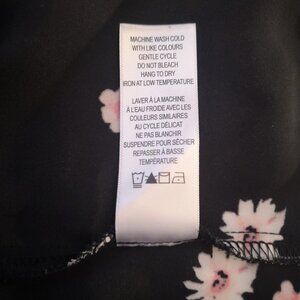 MACHINE WASH COLD
WITH LIKE COLOURS
GENTLE CYCLE
DO NOT BLEACH
HANG TO DRY
IRON AT LOW TEMPERATURE
LAVER À LA MACHINE
À L'EAU FROIDE AVEC LES
COULEURS SIMILAIRES
AU CYCLE DÉLICAT
NE PAS BLANCHIR
SUSPENDRE POUR SÉCHER
REPASSER À BASSE
TEMPÉRATURE